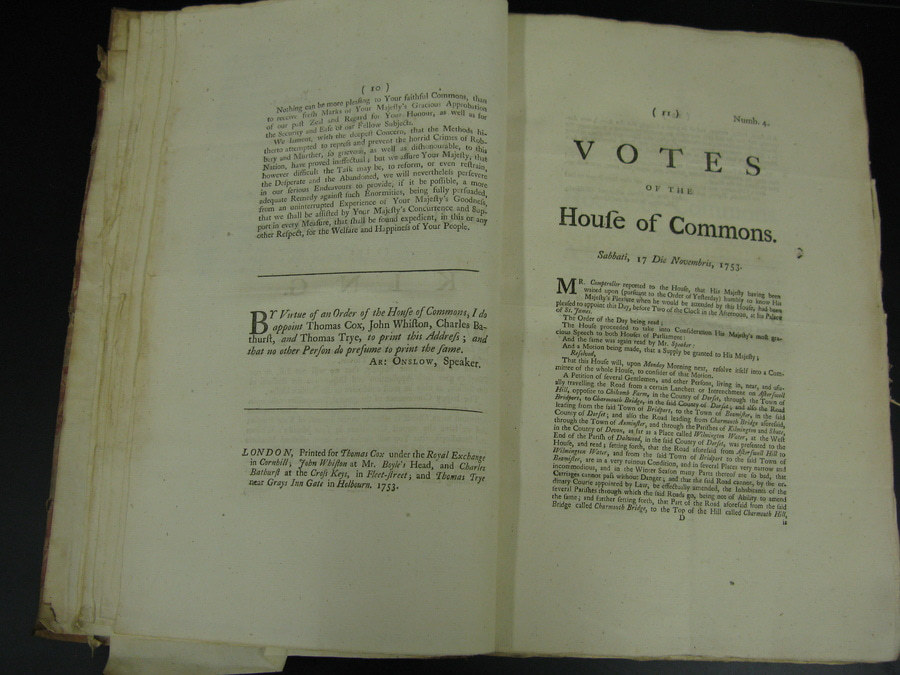 ( 10 )
Nothing can be more pleasing to Your faithful Commons, than
to receive fresh Marks of Your Majesty's Gracious Approbation
of our past Zeal and Regard for Your Honour, as well as for
the Security and Ease of our Fellow Subjects.
We lament, with the deepest Concern, that the Methods hi-
therto attempted to repress and prevent the horrid Crimes of Rob-
bery and Murther, so grievous, as well as dishonourable, to this
Nation, have proved ineffectual; but we assure Your Majesty, that
however difficult the Task may be, to reform, or even restrain,
the Desperate and the Abandoned, we will nevertheless persevere
in our serious Endeavours to provide, if it be possible, a more
adequate Remedy against such Enormities, being fully persuaded,
from an uninterrupted Experience of Your Majesty's Goodness,
that we shall be assisted by Your Majesty's Concurrence and Sup-
port in every Measure, that shall be found expedient, in this or any
other Respect, for the Welfare and Happiness of Your People.
BY Virtue of an Order of the House of Commons, I do
appoint Thomas Cox, John Whiston, Charles Ba-
thurst, and Thomas Trye, to print this Address; and
that no other Person do presume to print the same.
AR: ONSLOW, Speaker.
LONDON, Printed for Thomas Cox under the Royal Exchange
in Cornhill; John Whiston at Mr. Boyle's Head, and Charles
Bathurst at the Cross Keys, in Fleet-street; and Thomas Trye
near Grays Inn Gate in Holbourn. 1753.
( 11 )
Numb. 4.
VOTES
OF THE
House of Commons.
Sabbati, 17 Die Novembris, 1753.
MR. Comptroller reported to the House, that His Majesty having been
waited upon (pursuant to the Order of Yesterday) humbly to know His
Majesty's Pleasure when he would be attended by this House, had been
pleased to appoint this Day, before Two of the Clock in the Afternoon, at his Palace
of St. James.
The Order of the Day being read;
The House proceeded to take into Consideration His Majesty's most gra-
cious Speech to both Houses of Parliament:
And the same was again read by Mr. Speaker;
And a Motion being made, that a Supply be granted to His Majesty;
Resolved,
That this House will, upon Monday Morning next, resolve itself into a Com-
mittee of the whole House, to consider of that Motion.
A Petition of several Gentlemen, and other Persons, living in, near, and usu-
ally travelling the Road from a certain Lanchett or Intrenchment on Askerswell
Hill, opposite to Chilcomb Farm, in the County of Dorset, through the Town of
Bridport, to Charmouth Bridge, in the said County of Dorset; and also the Road
leading from the said Town of Bridport, to the Town of Beminster, in the said
County of Dorset; and also the Road leading from Charmouth Bridge aforesaid,
through the Town of Axminster, and through the Parishes of Kilmington and Shute,
in the County of Devon, as far as a Place called Wilmington Water, at the West
End of the Parish of Dalwood, in the said County of Dorset, was presented to the
House, and read; setting forth, that the Road aforesaid from Askerswell Hill to
Wilmington Water, and from the said Town of Bridport to the said Town of
Beminster, are in a very ruinous Condition, and in several Places very narrow and
incommodious, and in the Winter Season many Parts thereof are so bad, that
Carriages cannot pass without Danger; and that the said Road cannot, by the or-
dinary Course appointed by Law, be effectually amended, the Inhabitants of the
several Parishes through which the said Roads go, being not of Ability to amend
the same; and further setting forth, that Part of the Road aforesaid from the said
Bridge called Charmouth Bridge, to the Top of the Hill called Charmouth Hill,
D
is